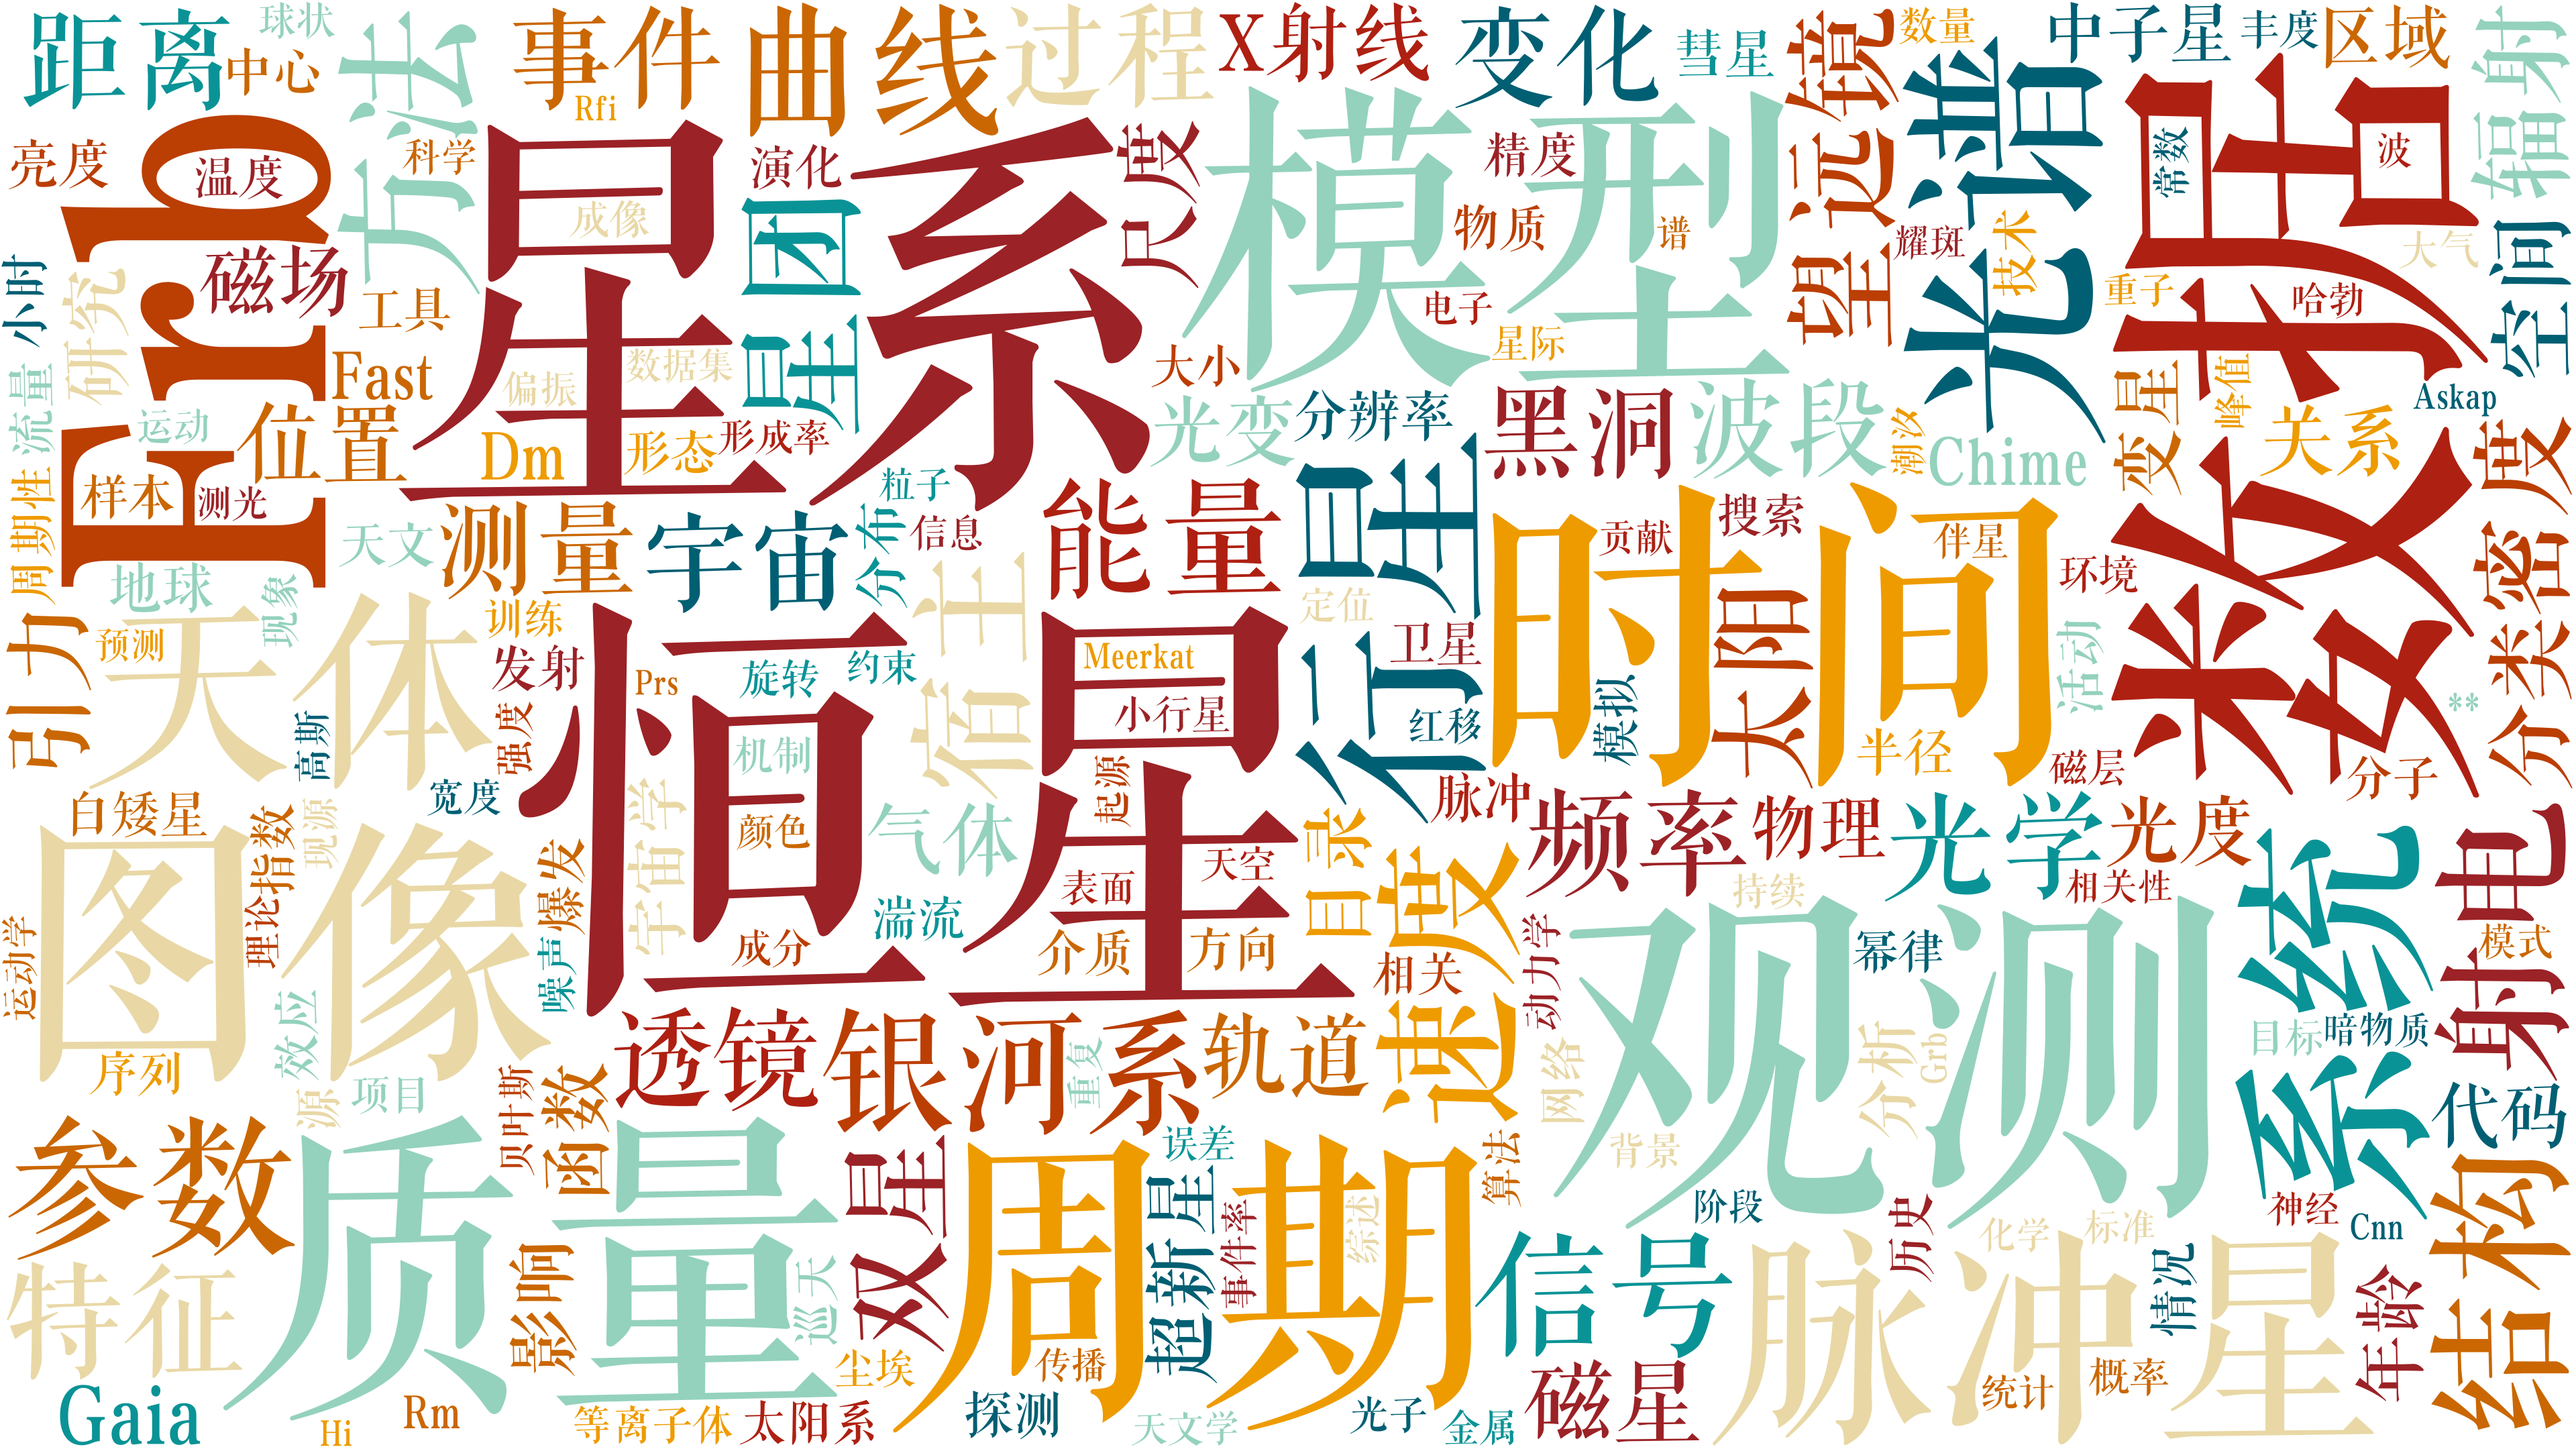 距离
中心
球状
方法
事件
Rfi
曲线
过程
X射线
变化
彗星
望远镜
数量
光谱
中子星
丰度
区域
辐射
亮度
温度
科学
Frb
星系
成像
演化
星团
尺度
模型
精度
物质
谱
耀斑
技术
数据
常数
波
大气
空间
小时
研究
磁场
工具
Fast
流量
运动
位置
偏振
数据集
Dm
形态
形成率
大小
电子
星际
光变
分辨率
黑洞
波段
潮汐
Chime
重子
哈勃
变星
峰值
关系
Askap
密度
周期性
样本
测光
天文
测量
宇宙
粒子
分布
信息
能量
行星
时间
贡献
搜索
伴星
环境
分类
地球
现象
引力
预测
天体
训练
发射
恒星
旋转
约束
宿主
Meerkat
小行星
定位
卫星
红移
模拟
太阳
半径
活动
**
磁层
分子
Prs
高斯
强度
宽度
机制
颜色
宇宙学
气体
起源
脉冲
频率
物理
光学
光度
白矮星
图像
理论指数
现源
爆发
噪声
成分
湍流
表面
天空
介质
方向
目录
速度
相关
动力学
持续
观测
幂律
相关性
系统
射电
模式
运动学
序列
效应
源
项目
贝叶斯
函数
透镜
银河系
重复
轨道
网络
分析
Grb
目标
暗物质
代码
参数
质量
双星
周期
误差
超新星
事件率
综述
算法
背景
阶段
历史
化学
标准
神经
Cnn
结构
特征
影响
巡天
尘埃
传播
信号
脉冲星
情况
年龄
Gaia
Hi
Rm
等离子体
太阳系
探测
天文学
光子
金属
磁星
统计
概率